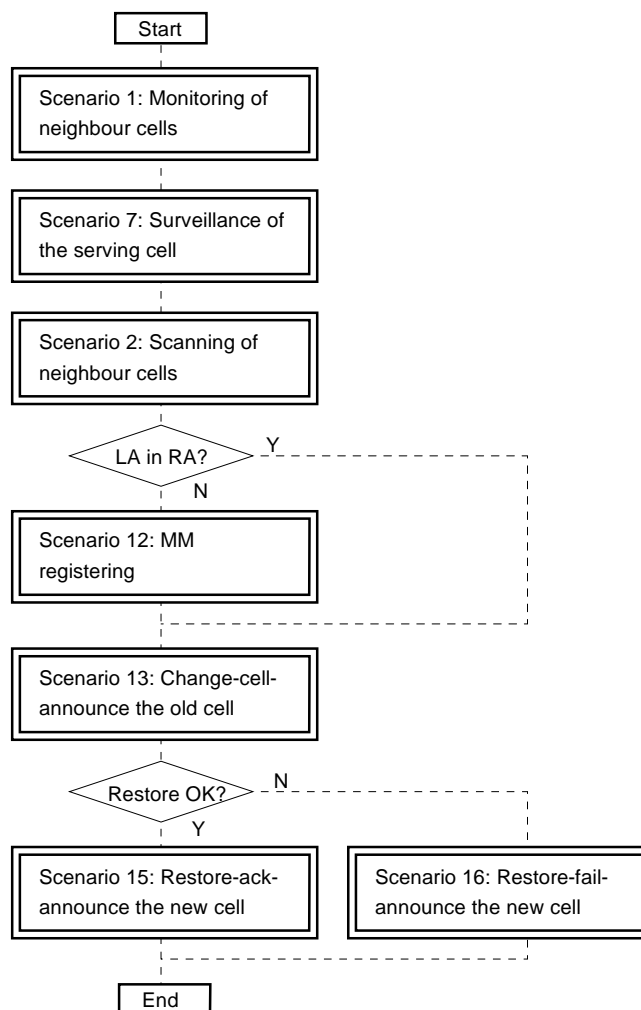 Start
Scenario 1: Monitoring of
neighbour cells
Scenario 7: Surveillance of
the serving cell
Scenario 2: Scanning of
neighbour cells
LA in RA?
Y
N
Scenario 12: MM
registering
Scenario 13: Change-cell-
announce the old cell
Restore OK?
N
Y
Scenario 15: Restore-ack-
announce the new cell
Scenario 16: Restore-fail-
announce the new cell
End